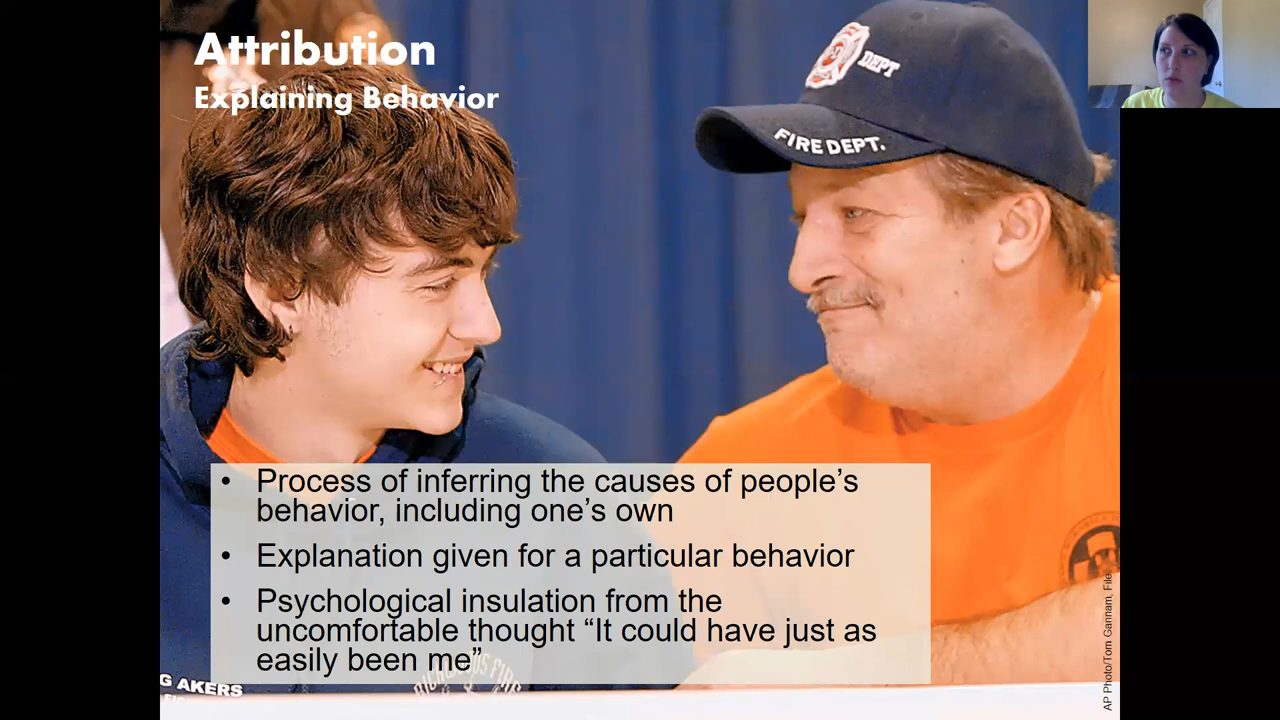 Attribution
Explaining Behavior
DEPT
FIRE DEPT.
• Process of inferring the causes of people’s
behavior, including one’s own
• Explanation given for a particular behavior
• Psychological insulation from the
uncomfortable thought “It could have just as
easily been me”
G AKERS
AP Photo/Tom Gannam, File